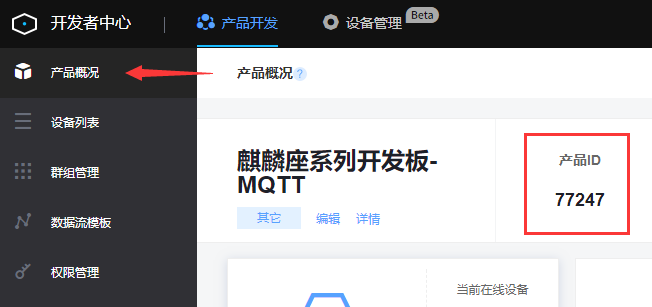 开发者中心
产品开发
设备管理
Beta
产品概况
产品概况?
设备列表
群组管理
数据流模板
权限管理
麒麟座系列开发板-
MQTT
其它
编辑
详情
产品ID
77247
当前在线设备